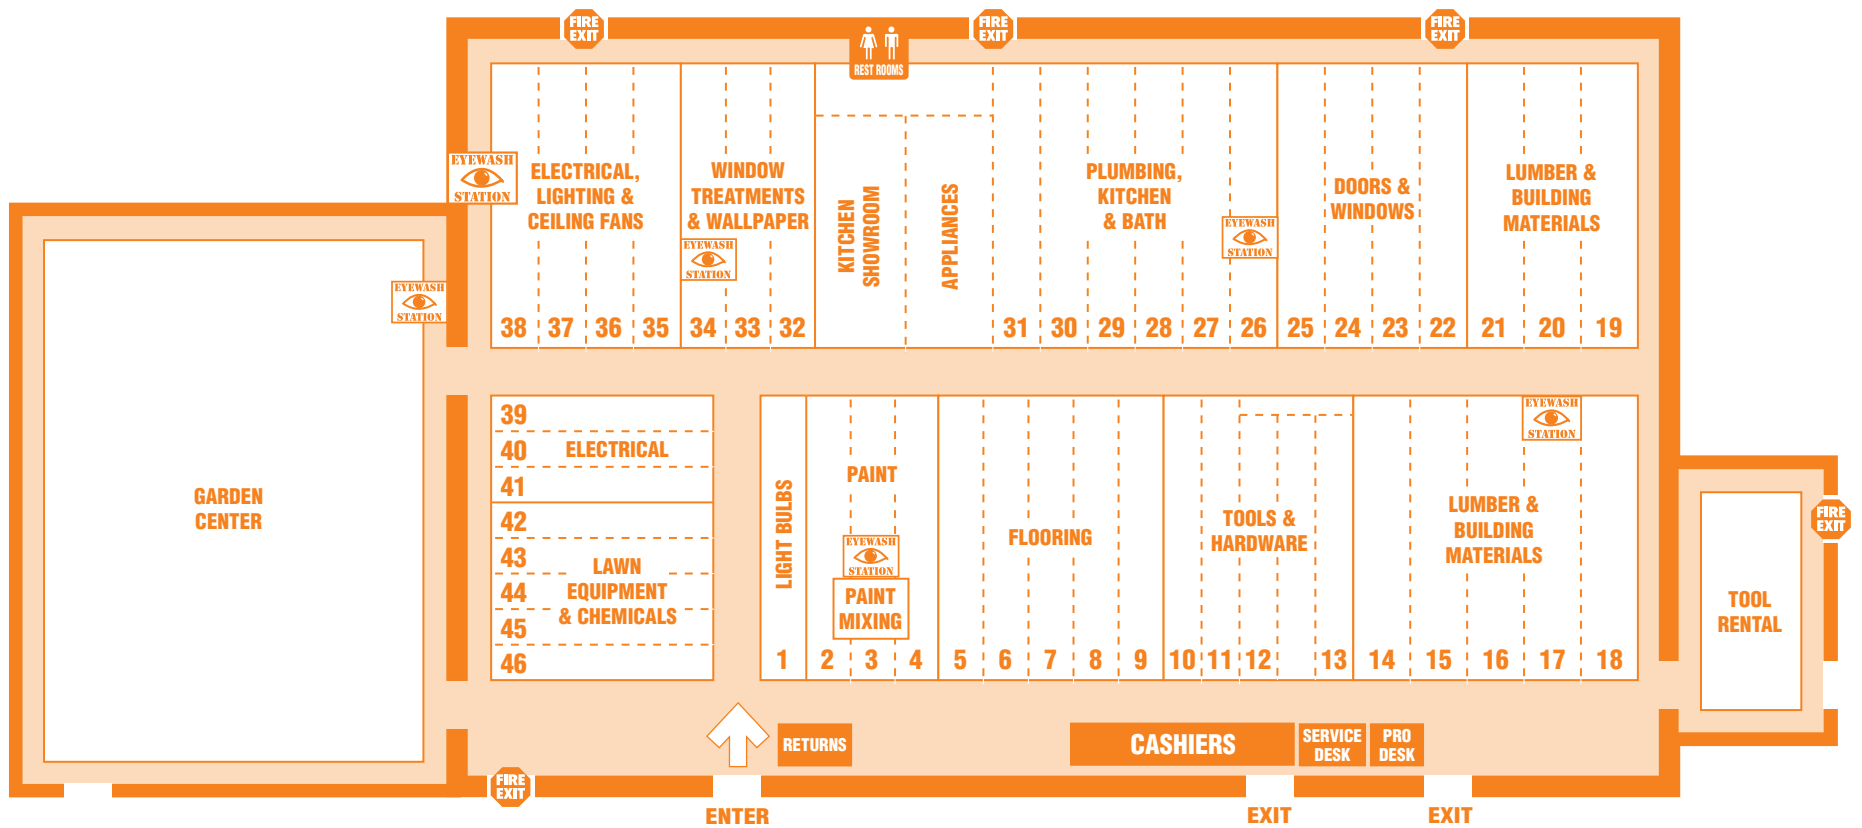 FIRE
EXIT
FIRE
EXIT
FIRE
EXIT
REST ROOMS
EYEWASH
STATION
ELECTRICAL,
LIGHTING &
CEILING FANS
WINDOW
TREATMENTS
& WALLPAPER
EYEWASH
STATION
KITCHEN
SHOWROOM
APPLIANCES
PLUMBING,
KITCHEN
& BATH
EYEWASH
STATION
DOORS &
WINDOWS
LUMBER &
BUILDING
MATERIALS
EYEWASH
STATION
38 37 36 35 34 33 32 31 30 29 28 27 26 25 24 23 22 21 20 19
GARDEN
CENTER
39
40
41
ELECTRICAL
42
43
44
45
46
LAWN
EQUIPMENT
& CHEMICALS
LIGHT BULBS
PAINT
EYEWASH
STATION
PAINT
MIXING
FLOORING
TOOLS &
HARDWARE
EYEWASH
STATION
LUMBER &
BUILDING
MATERIALS
1 2 3 4 5 6 7 8 9 10 11 12 13 14 15 16 17 18
FIRE
EXIT
TOOL
RENTAL
RETURNS
CASHIERS
SERVICE
DESK
PRO
DESK
FIRE
EXIT
ENTER
EXIT
EXIT